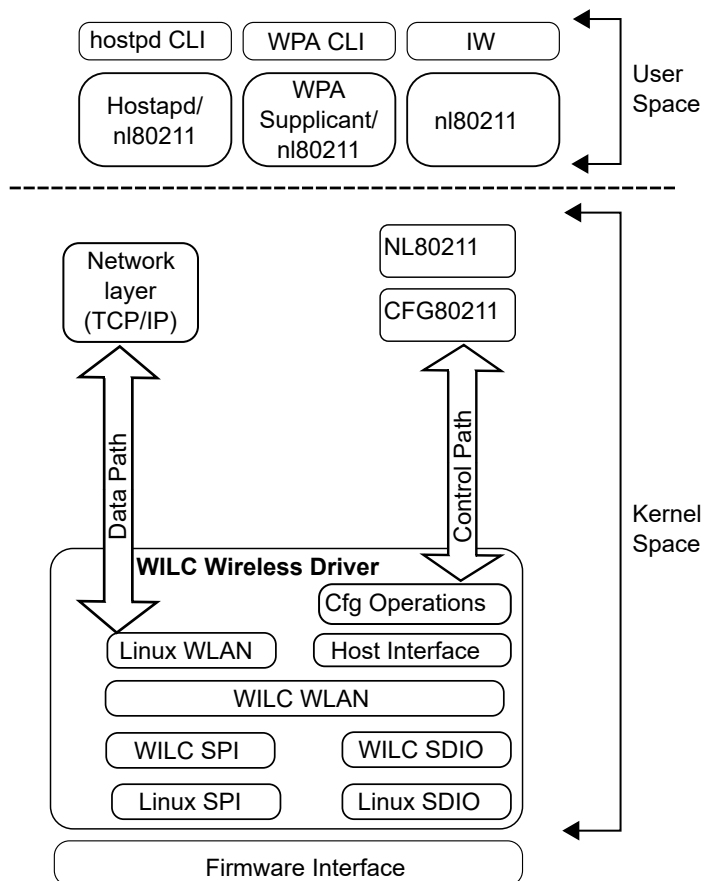 hostpd CLI
WPA CLI
IW
Hostapd/
nl80211
WPA
Supplicant/
nl80211
nl80211
User
Space
Network
layer
(TCP/IP)
NL80211
CFG80211
Data Path
Control Path
Kernel
Space
WILC Wireless Driver
Cfg Operations
Linux WLAN
Host Interface
WILC WLAN
WILC SPI
WILC SDIO
Linux SPI
Linux SDIO
Firmware Interface